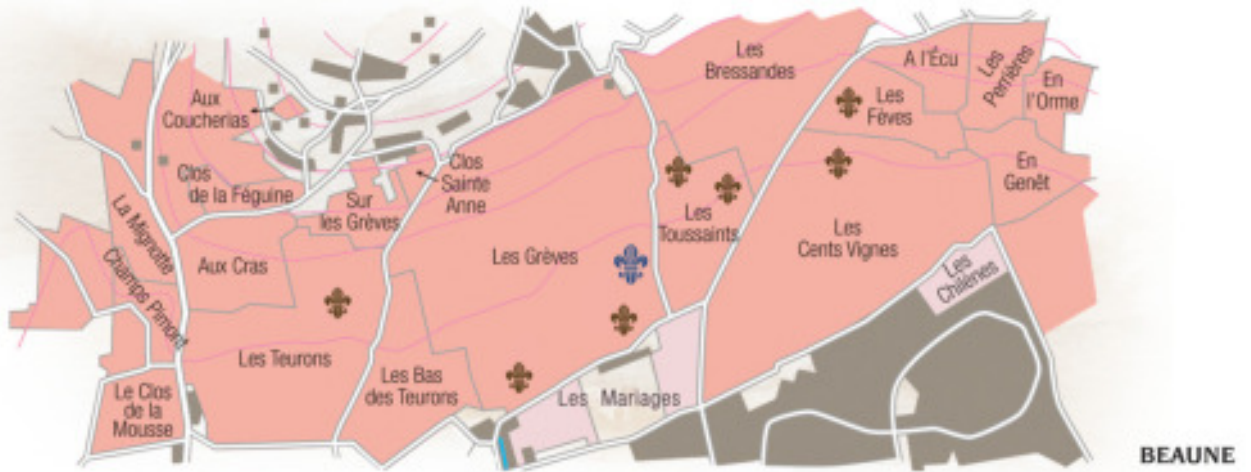 Les
Bressandes
A l'Écu
Les
Perrières
En
l'Orme
Aux
Coucherias
Les
Fèves
Clos
de la Féguine
Clos
Sainte
Anne
En
Genêt
Sur
les Grèves
La Mignotte
Les
Toussaints
Les
Cents Vignes
Champs Pimont
Aux Cras
Les Grèves
Les
Chilènes
Les Teurons
Les Bas
des Teurons
Le Clos
de la
Mousse
Les Mariages
BEAUNE